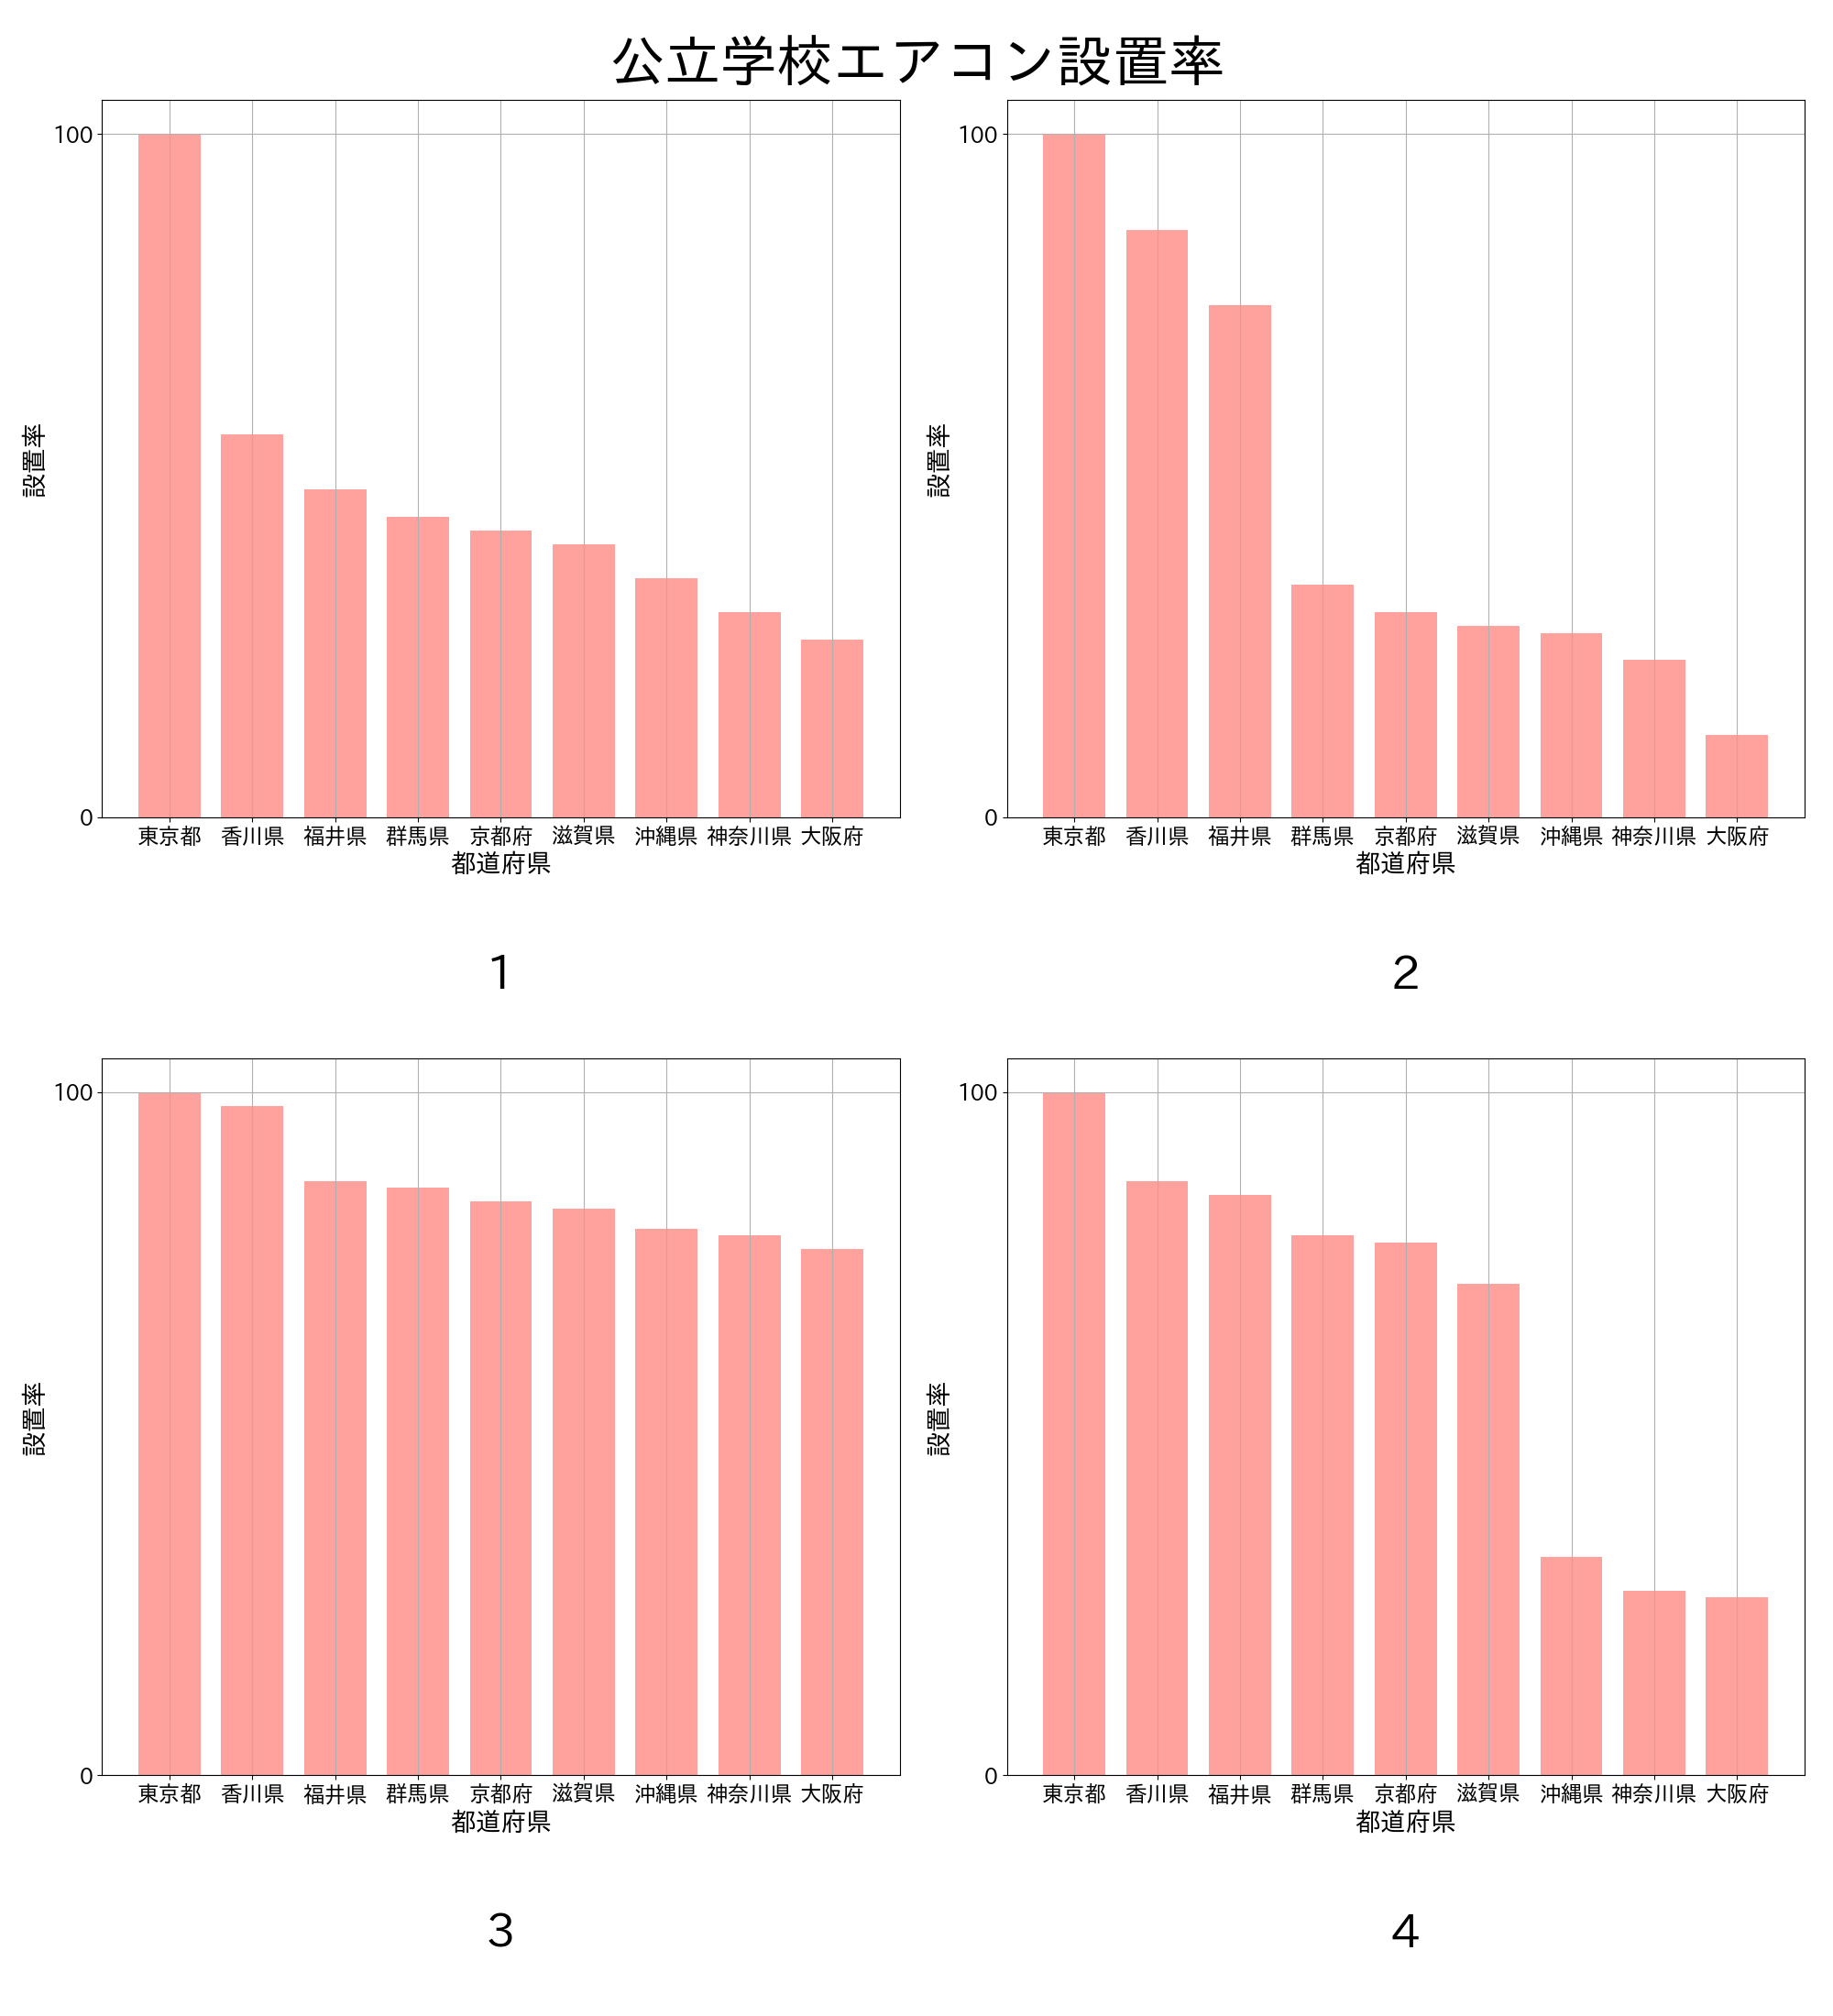 公立学校エアコン設置率
100
設置率
0
東京都 香川県 福井県 群馬県 京都府 滋賀県 沖縄県 神奈川県 大阪府
都道府県
1
100
設置率
0
東京都 香川県 福井県 群馬県 京都府 滋賀県 沖縄県 神奈川県 大阪府
都道府県
2
100
設置率
0
東京都 香川県 福井県 群馬県 京都府 滋賀県 沖縄県 神奈川県 大阪府
都道府県
3
100
設置率
0
東京都 香川県 福井県 群馬県 京都府 滋賀県 沖縄県 神奈川県 大阪府
都道府県
4